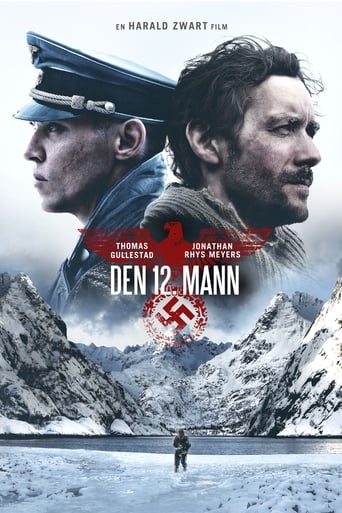 EN HARALD ZWART FILM
THOMAS GULLESTAD
JONATHAN RHYS MEYERS
DEN 12. MANN